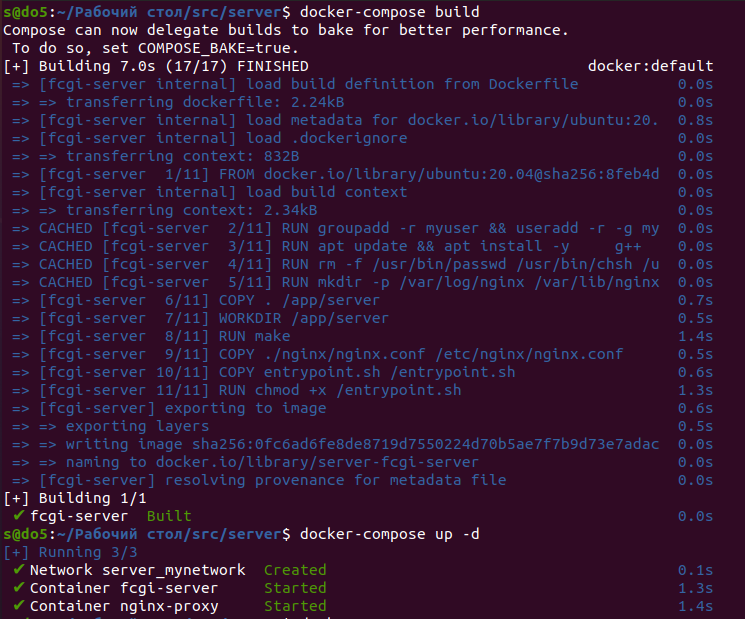 s@do5:~/Рабочий стол/src/server$ docker-compose build
Compose can now delegate builds to bake for better performance.
 To do so, set COMPOSE_BAKE=true.
[+] Building 7.0s (17/17) FINISHED docker:default
 => [fcgi-server internal] load build definition from Dockerfile 0.0s
 => => transferring dockerfile: 2.24kB 0.0s
 => [fcgi-server internal] load metadata for docker.io/library/ubuntu:20. 0.8s
 => [fcgi-server internal] load .dockerignore 0.0s
 => => transferring context: 832B 0.0s
 => [fcgi-server  1/11] FROM docker.io/library/ubuntu:20.04@sha256:8feb4d 0.0s
 => [fcgi-server internal] load build context 0.0s
 => => transferring context: 2.34kB 0.0s
 => CACHED [fcgi-server  2/11] RUN groupadd -r myuser && useradd -r -g my 0.0s
 => CACHED [fcgi-server  3/11] RUN apt update && apt install -y     g++ 0.0s
 => CACHED [fcgi-server  4/11] RUN rm -f /usr/bin/passwd /usr/bin/chsh /u 0.0s
 => CACHED [fcgi-server  5/11] RUN mkdir -p /var/log/nginx /var/lib/nginx 0.0s
 => [fcgi-server  6/11] COPY . /app/server 0.7s
 => [fcgi-server  7/11] WORKDIR /app/server 0.5s
 => [fcgi-server  8/11] RUN make 1.4s
 => [fcgi-server  9/11] COPY ./nginx/nginx.conf /etc/nginx/nginx.conf 0.5s
 => [fcgi-server 10/11] COPY entrypoint.sh /entrypoint.sh 0.6s
 => [fcgi-server 11/11] RUN chmod +x /entrypoint.sh 1.3s
 => [fcgi-server] exporting to image 0.6s
 => => exporting layers 0.5s
 => => writing image sha256:0fc6ad6fe8de8719d7550224d70b5ae7f7b9d73e7adac 0.0s
 => => naming to docker.io/library/server-fcgi-server 0.0s
 => [fcgi-server] resolving provenance for metadata file 0.0s
[+] Building 1/1
 ✔ fcgi-server  Built 0.0s
s@do5:~/Рабочий стол/src/server$ docker-compose up -d
[+] Running 3/3
 ✔ Network server_mynetwork  Created 0.1s
 ✔ Container fcgi-server     Started 1.3s
 ✔ Container nginx-proxy     Started 1.4s